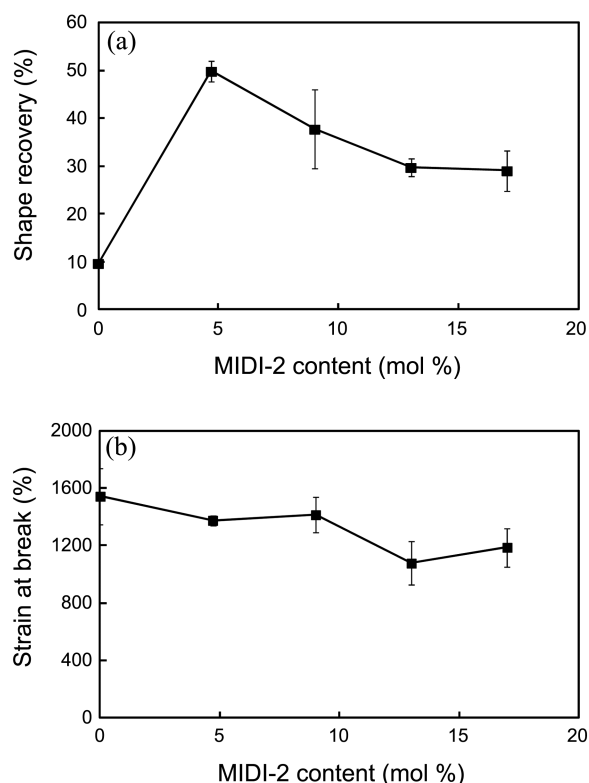 (a)
Shape recovery (%)
60
50
40
30
20
10
0
0 5 10 15 20
MIDI-2 content (mol %)
(b)
Strain at break (%)
2000
1600
1200
800
400
0
0 5 10 15 20
MIDI-2 content (mol %)